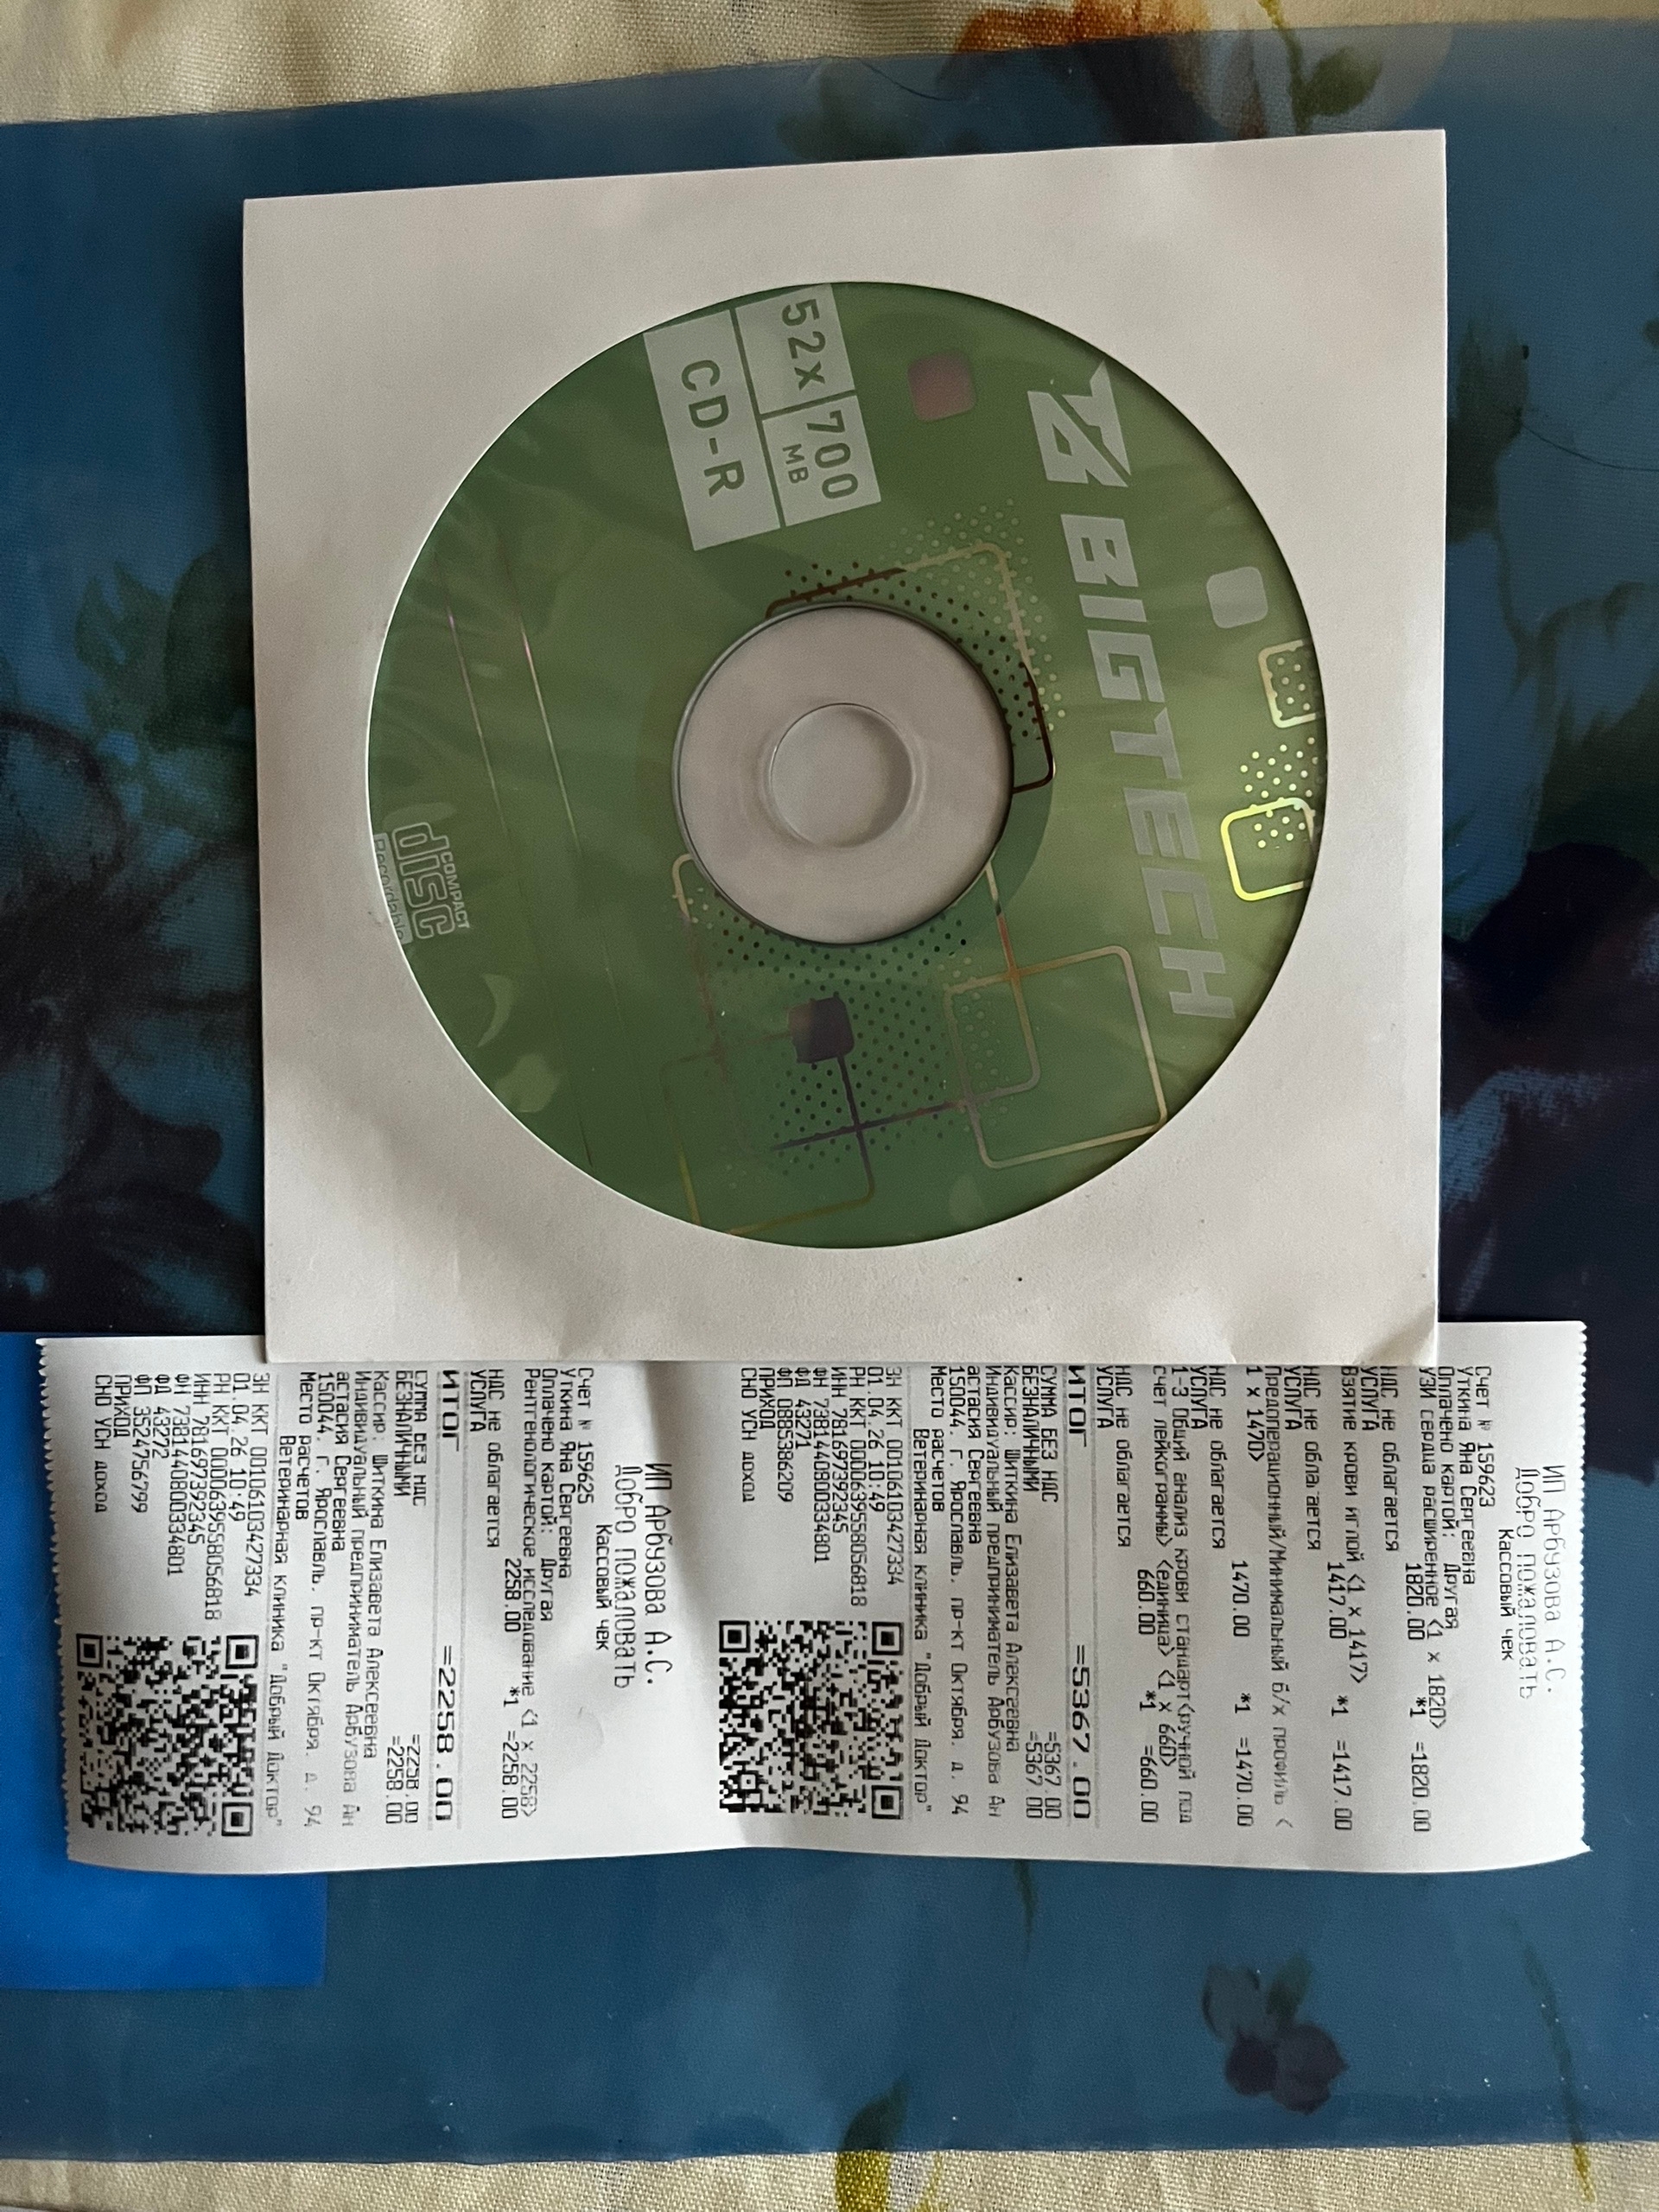 BIGTECH
52x
700
MB
CD-R
COMPACT
disc
Recordable
ИП Арбузова А.С.
Добро пожаловать
Кассовый чек
Счет № 159623
Уткина Яна Сергеевна
Оплачено картой: Другая
УЗИ сердца расширенное <1 x 1820>
1820.00 *1 =1820.00
НДС не облагается
УСЛУГА
Взятие крови иглой <1 x 1417>
1417.00 *1 =1417.00
НДС не облагается
УСЛУГА
Предоперационный/Минимальный б/х профиль <
1 x 1470>
1470.00 *1 =1470.00
НДС не облагается
УСЛУГА
1-3 Общий анализ крови стандарт<ручной под
счет лейкограммы> <единица> <1 x 660>
660.00 *1 =660.00
НДС не облагается
УСЛУГА
ИТОГ =5367.00
СУММА БЕЗ НДС =5367.00
БЕЗНАЛИЧНЫМИ =5367.00
Кассир: Шиткина Елизавета Алексеевна
Индивидуальный предприниматель Арбузова Ан
астасия Сергеевна
150044, г. Ярославль, пр-кт Октября, д. 94
Место расчетов
Ветеринарная клиника "Добрый Доктор"
ЗН ККТ 00106103427334
01.04.26 10:49
РН ККТ 0000639558056818
ИНН 781697392345
ФН 7381440800334801
ФД 43271
ФП 0885386209
ПРИХОД
СНО УСН доход
ИП Арбузова А.С.
Добро пожаловать
Кассовый чек
Счет № 159625
Уткина Яна Сергеевна
Оплачено картой: Другая
Рентгенологическое исследование <1 x 2258>
2258.00 *1 =2258.00
НДС не облагается
УСЛУГА
ИТОГ =2258.00
СУММА БЕЗ НДС =2258.00
БЕЗНАЛИЧНЫМИ =2258.00
Кассир: Шиткина Елизавета Алексеевна
Индивидуальный предприниматель Арбузова Ан
астасия Сергеевна
150044, г. Ярославль, пр-кт Октября, д. 94
Место расчетов
Ветеринарная клиника "Добрый Доктор"
ЗН ККТ 00106103427334
01.04.26 10:49
РН ККТ 0000639558056818
ИНН 781697392345
ФН 7381440800334801
ФД 43272
ФП 3524756799
ПРИХОД
СНО УСН доход